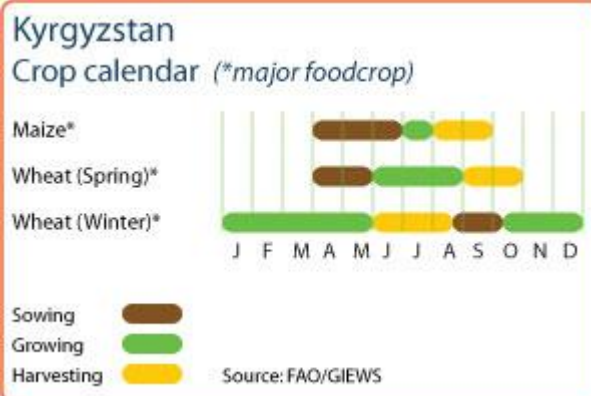 Kyrgyzstan
Crop calendar (*major foodcrop)
Maize*
Wheat (Spring)*
Wheat (Winter)*
J F M A M J J A S O N D
Sowing
Growing
Harvesting
Source: FAO/GIEWS